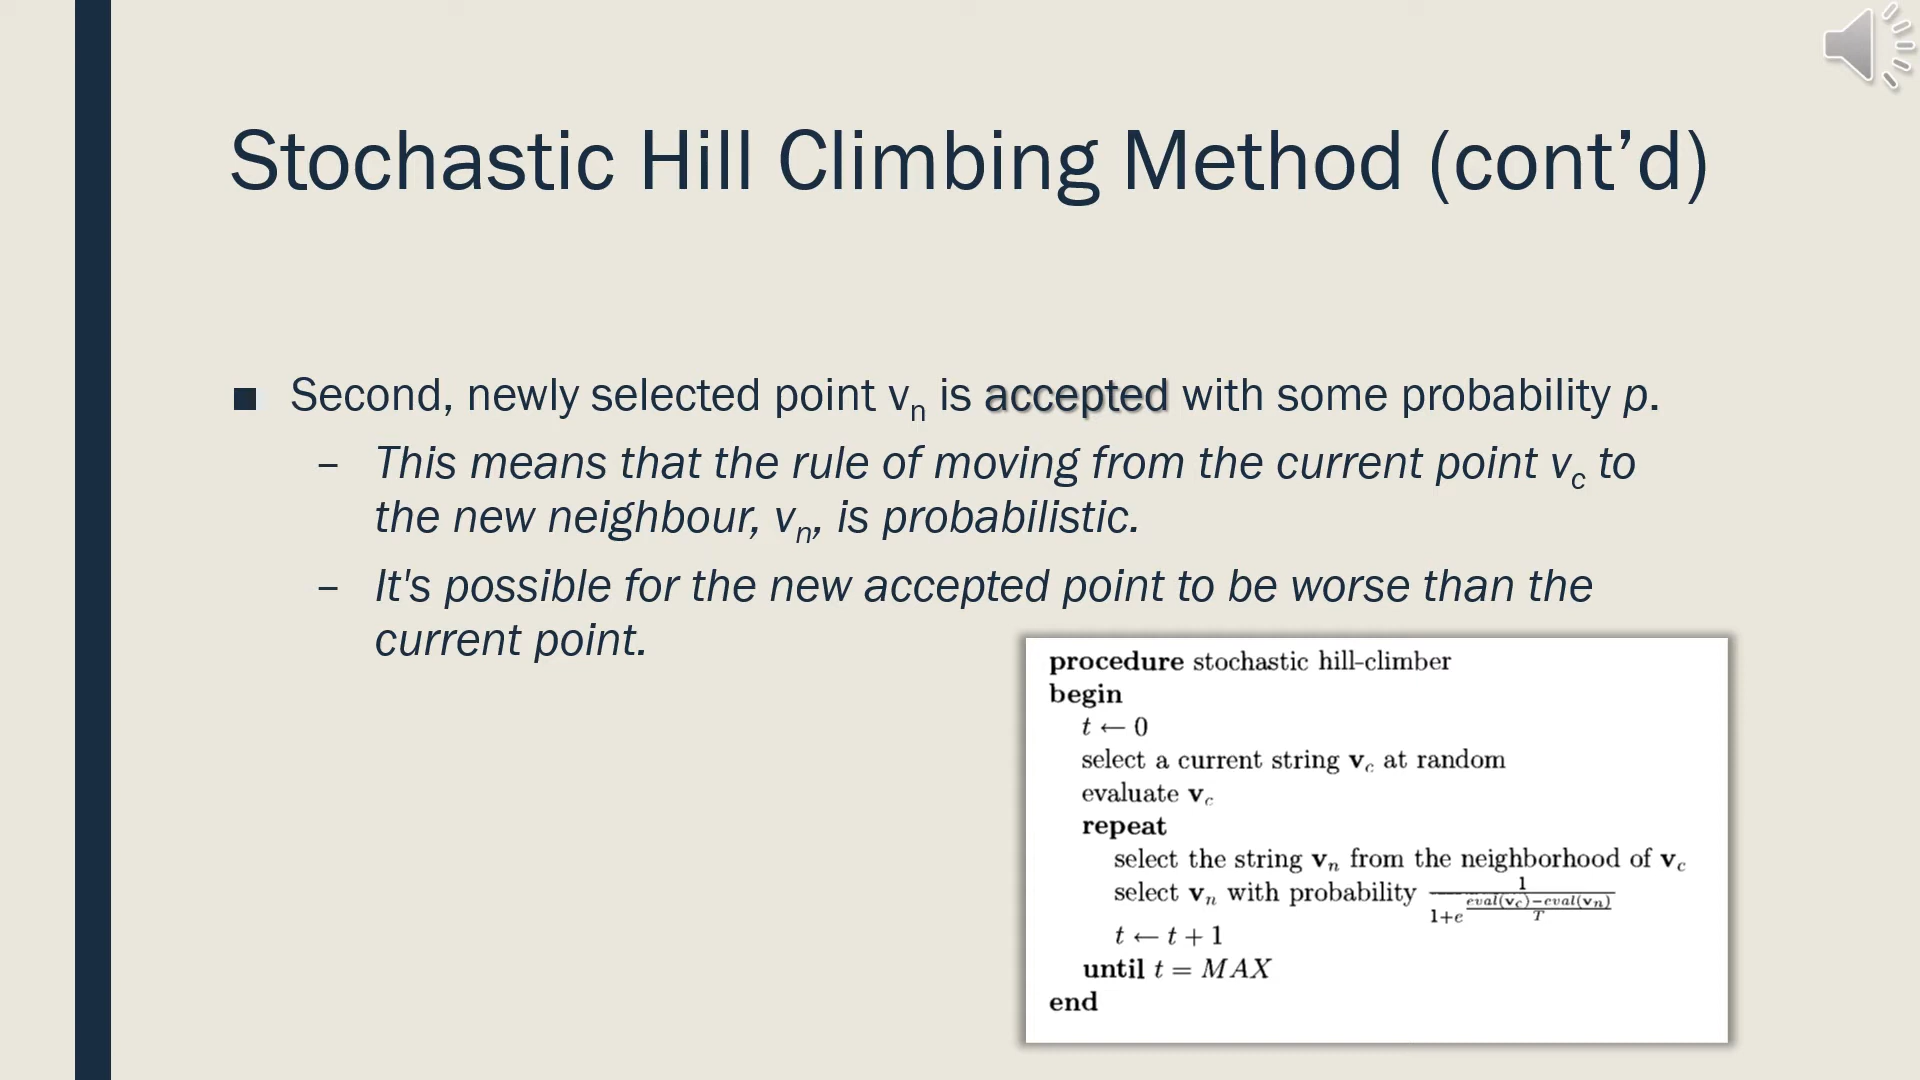 Stochastic Hill Climbing Method (cont’d)
■ Second, newly selected point vn is accepted with some probability p.
– This means that the rule of moving from the current point vc to
the new neighbour, vn, is probabilistic.
– It's possible for the new accepted point to be worse than the
current point.
procedure stochastic hill-climber
begin
t ← 0
select a current string vc at random
evaluate vc
repeat
select the string vn from the neighborhood of vc
select vn with probability 1/(1+e^((eval(vc)−eval(vn))/T))
t ← t + 1
until t = MAX
end